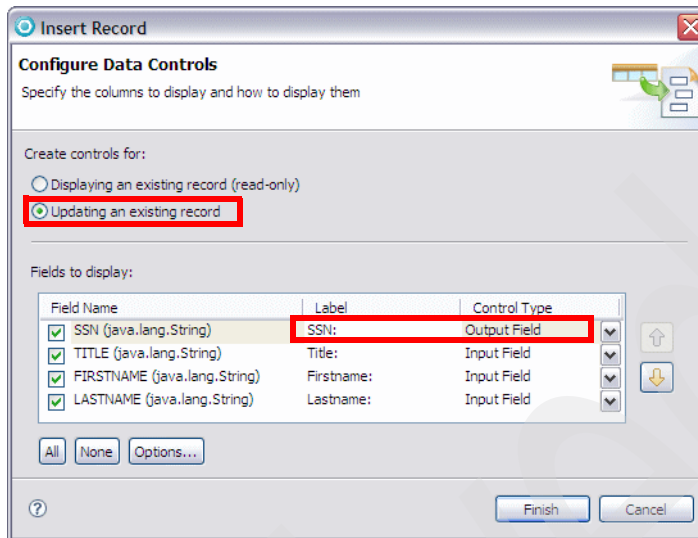 Insert Record
Configure Data Controls
Specify the columns to display and how to display them
Create controls for:
Displaying an existing record (read-only)
Updating an existing record
Fields to display:
Field Name Label Control Type
SSN (java.lang.String) SSN: Output Field
TITLE (java.lang.String) Title: Input Field
FIRSTNAME (java.lang.String) Firstname: Input Field
LASTNAME (java.lang.String) Lastname: Input Field
All None Options...
? Finish Cancel